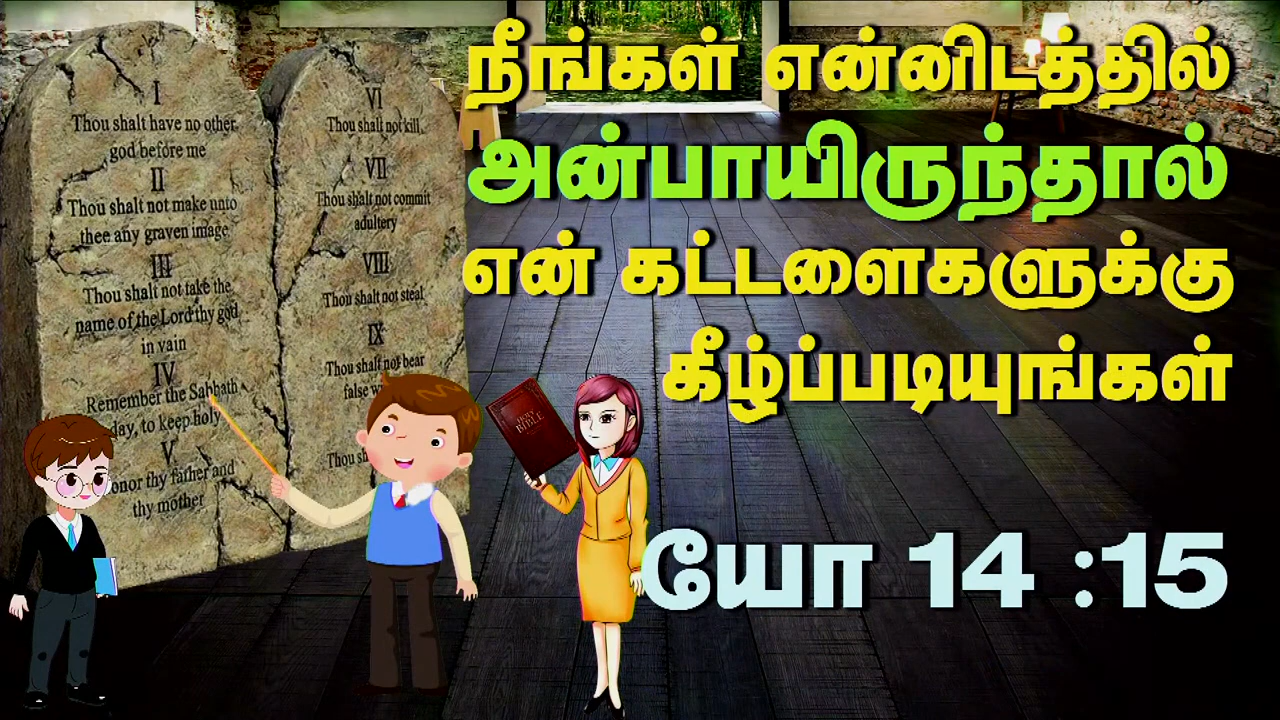 I
Thou shalt have no other
god before me
II
Thou shalt not make unto
thee any graven image
III
Thou shalt not take the
name of the Lord thy god
in vain
IV
Remember the Sabbath
day, to keep holy
V
onor thy father and
thy mother
VI
Thou shalt not kill
VII
Thou shalt not commit
adultery
VIII
Thou shalt not steal
IX
Thou shalt not bear
false
Thou
HOLY
BIBLE
நீங்கள் என்னிடத்தில்
அன்பாயிருந்தால்
என் கட்டளைகளுக்கு
கீழ்ப்படியுங்கள்
யோ 14 :15